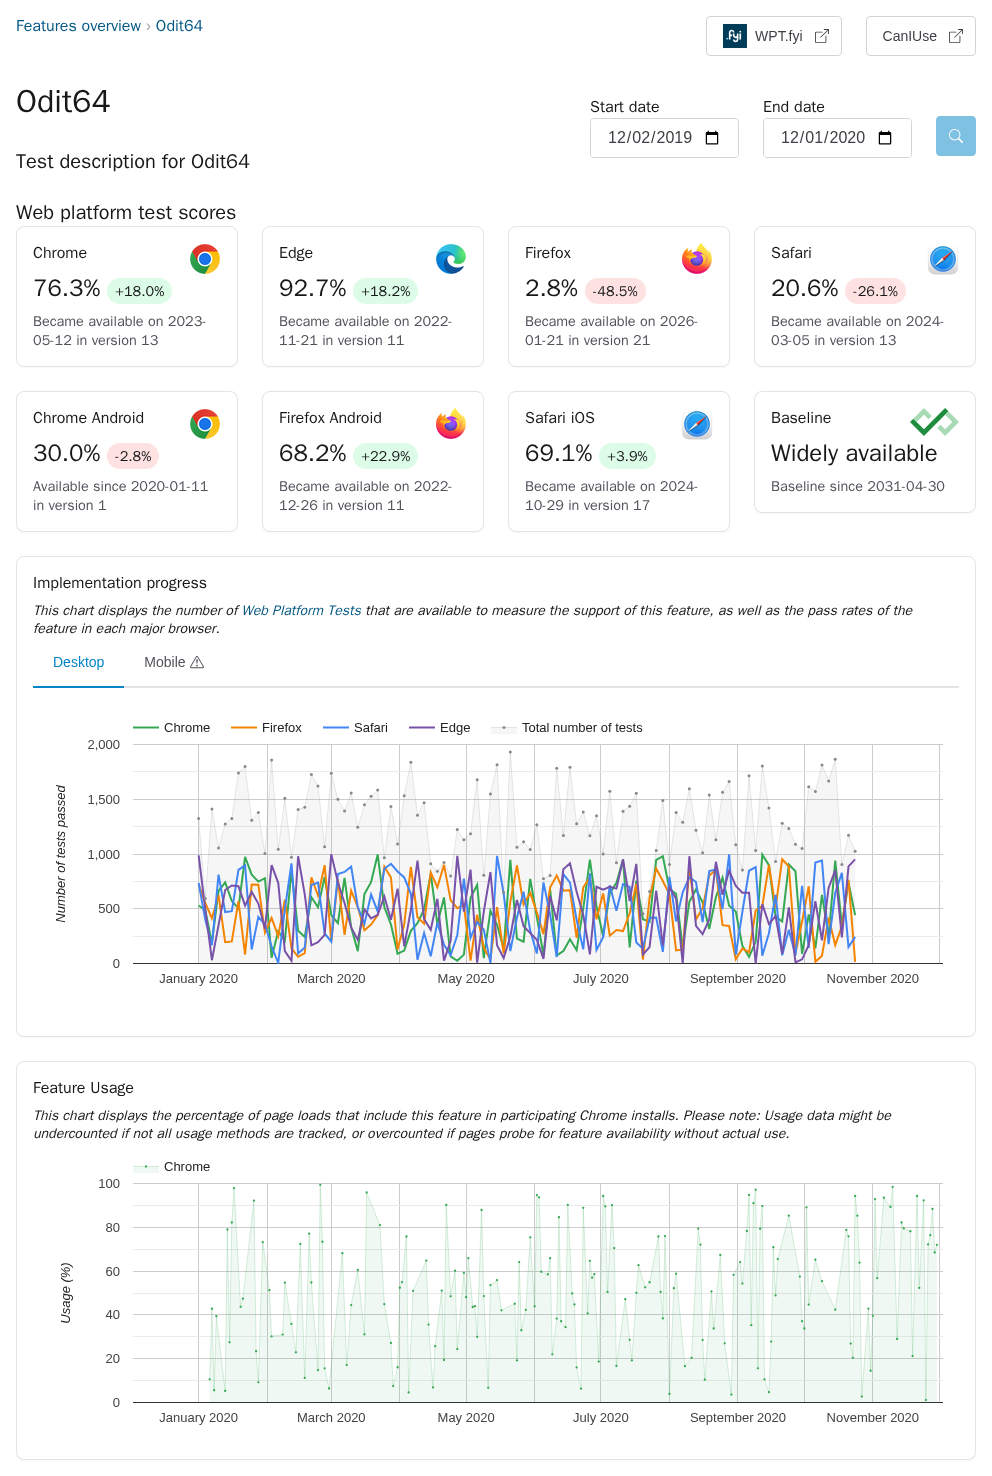 Features overview › Odit64
.fyi WPT.fyi
CanIUse
Odit64
Start date
End date
12/02/2019
12/01/2020
Test description for Odit64
Web platform test scores
Chrome
76.3% +18.0%
Became available on 2023-
05-12 in version 13
Edge
92.7% +18.2%
Became available on 2022-
11-21 in version 11
Firefox
2.8% -48.5%
Became available on 2026-
01-21 in version 21
Safari
20.6% -26.1%
Became available on 2024-
03-05 in version 13
Chrome Android
30.0% -2.8%
Available since 2020-01-11
in version 1
Firefox Android
68.2% +22.9%
Became available on 2022-
12-26 in version 11
Safari iOS
69.1% +3.9%
Became available on 2024-
10-29 in version 17
Baseline
Widely available
Baseline since 2031-04-30
Implementation progress
This chart displays the number of Web Platform Tests that are available to measure the support of this feature, as well as the pass rates of the
feature in each major browser.
Desktop
Mobile
Chrome Firefox Safari Edge Total number of tests
Number of tests passed
2,000
1,500
1,000
500
0
January 2020 March 2020 May 2020 July 2020 September 2020 November 2020
Feature Usage
This chart displays the percentage of page loads that include this feature in participating Chrome installs. Please note: Usage data might be
undercounted if not all usage methods are tracked, or overcounted if pages probe for feature availability without actual use.
Chrome
Usage (%)
100
80
60
40
20
0
January 2020 March 2020 May 2020 July 2020 September 2020 November 2020